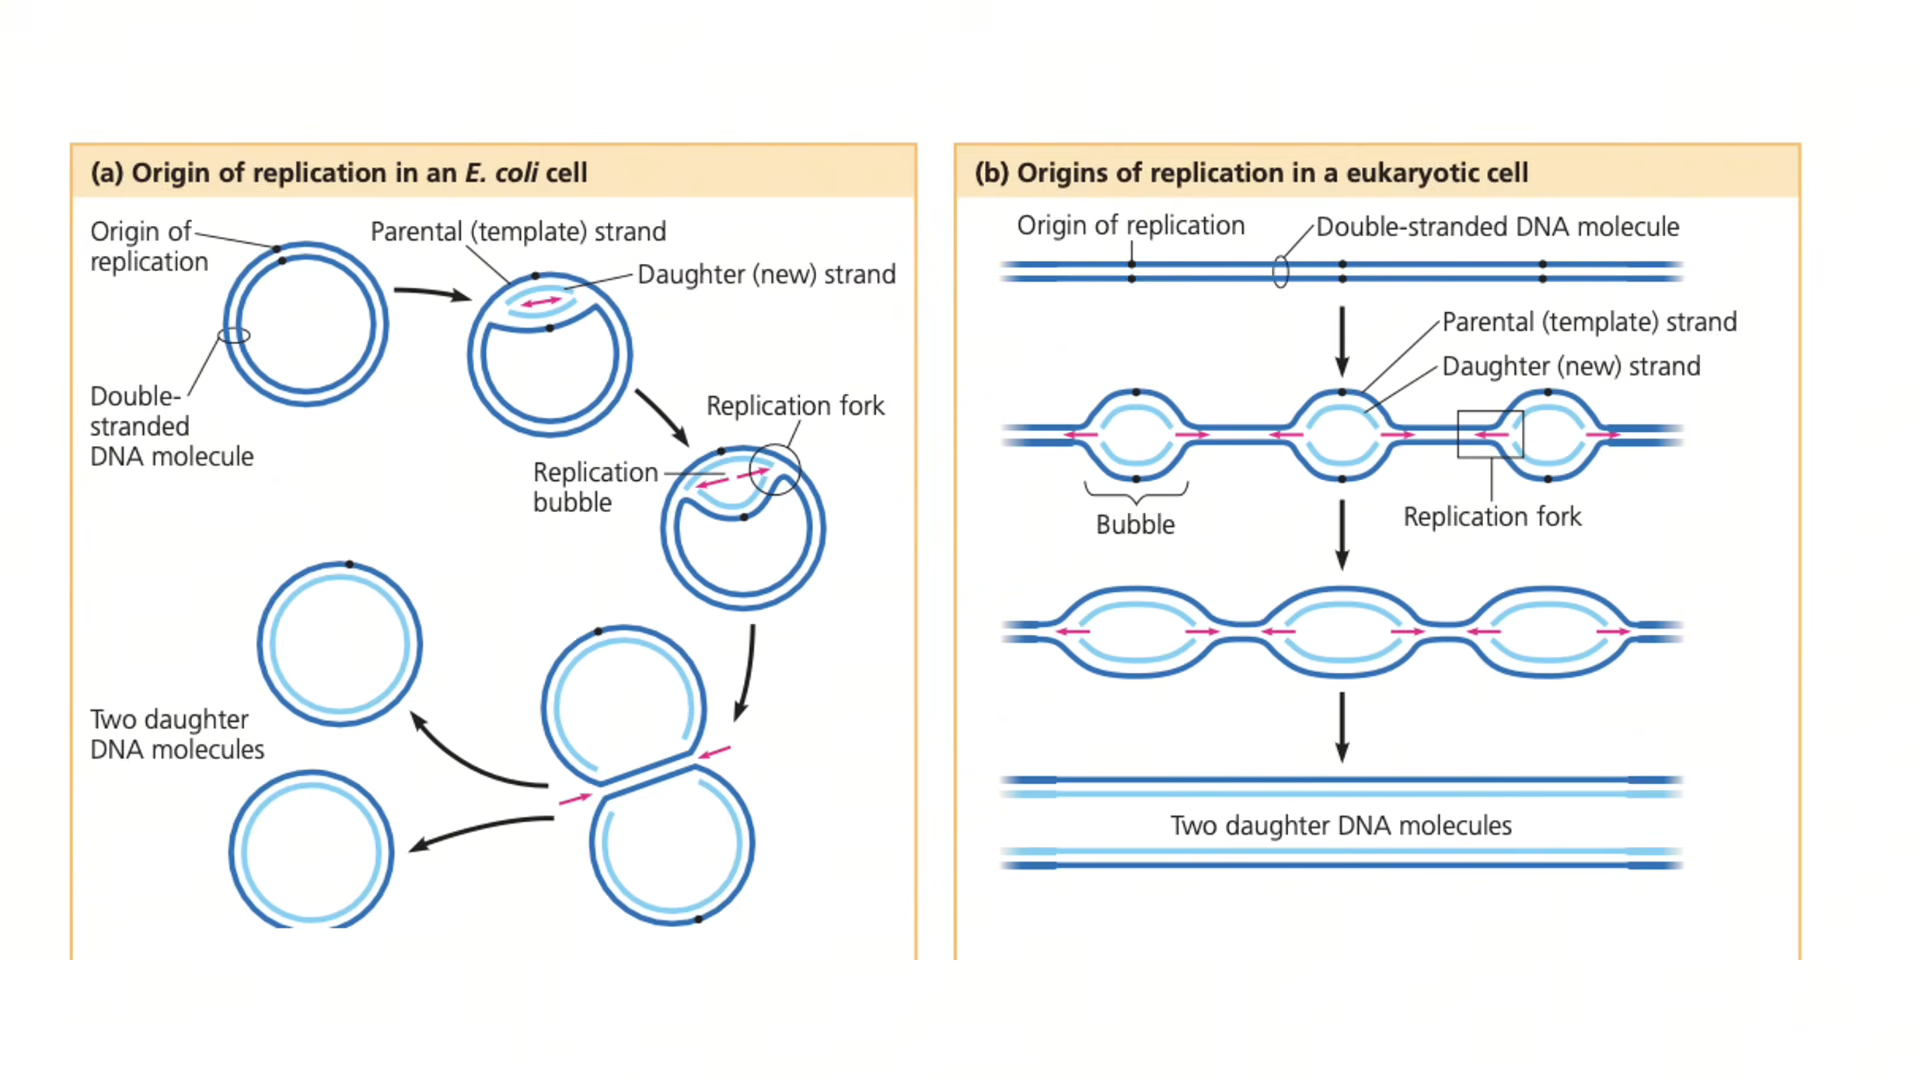 (a) Origin of replication in an E. coli cell
Origin of
replication
Parental (template) strand
Daughter (new) strand
Double-
stranded
DNA molecule
Replication fork
Replication
bubble
Two daughter
DNA molecules
(b) Origins of replication in a eukaryotic cell
Origin of replication
Double-stranded DNA molecule
Parental (template) strand
Daughter (new) strand
Bubble
Replication fork
Two daughter DNA molecules